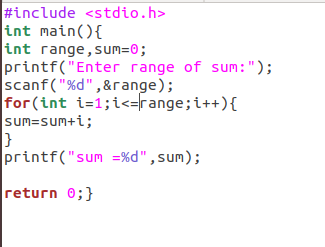 #include <stdio.h>
int main(){
int range,sum=0;
printf("Enter range of sum:");
scanf("%d",&range);
for(int i=1;i<=range;i++){
sum=sum+i;
}
printf("sum =%d",sum);
return 0;}